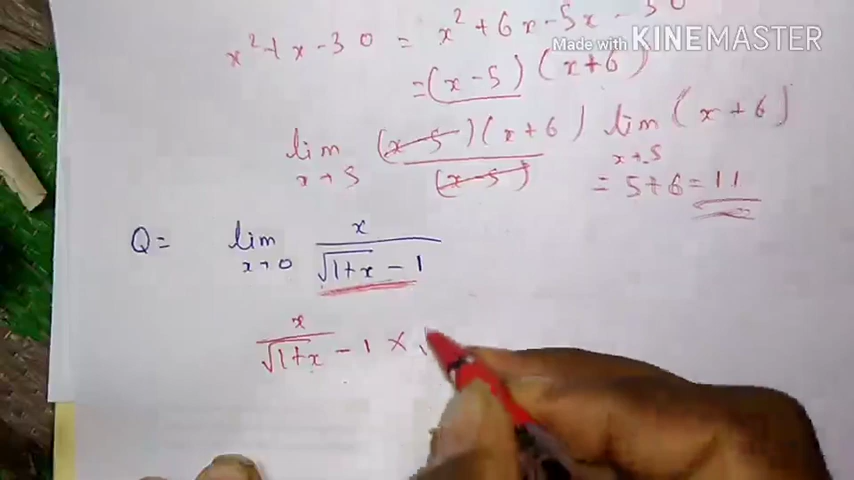 x² + x - 30 = x² + 6x - 5x - 30
Made with KINEMASTER
= (x - 5) (x + 6)
lim x→5 (x - 5)(x + 6) / (x - 5) lim x→5 (x + 6)
= 5 + 6 = 11
Q = lim x→0 x / √1+x - 1
x / √1+x - 1 ×